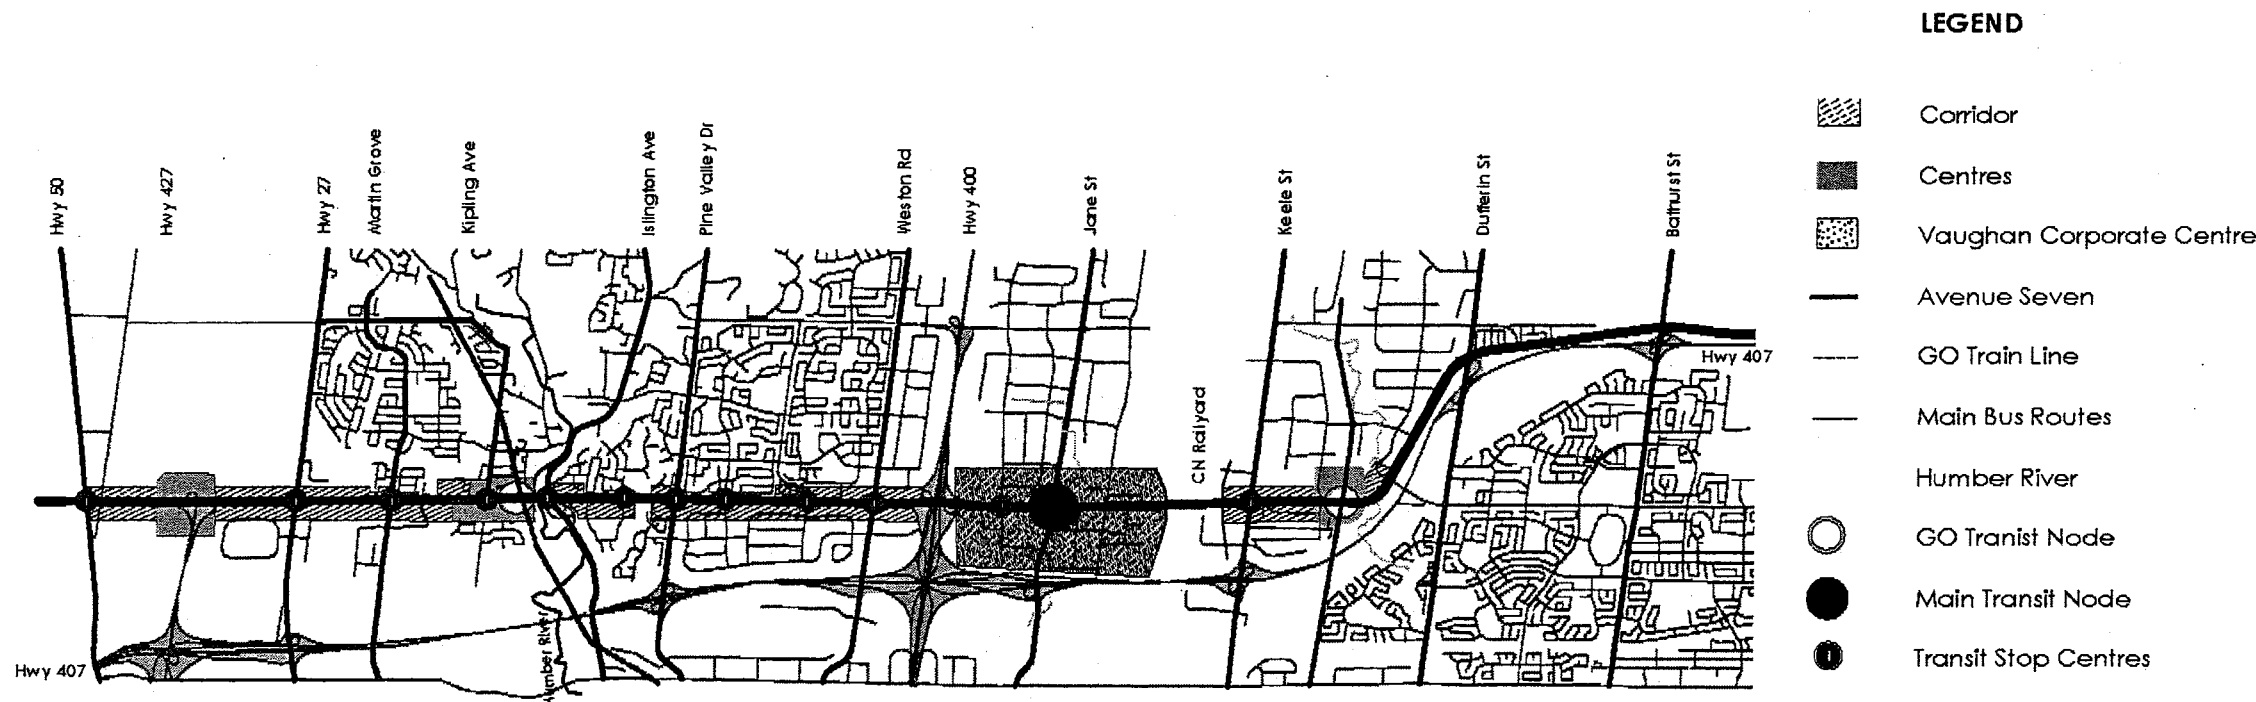 LEGEND
Corridor
Centres
Vaughan Corporate Centre
Avenue Seven
GO Train Line
Main Bus Routes
Humber River
GO Tranist Node
Main Transit Node
Transit Stop Centres
Hwy 50
Hwy 427
Hwy 27
Martin Grove
Kipling Ave
Islington Ave
Pine Valley Dr
Weston Rd
Hwy 400
Jane St
Keele St
Dufferin St
Bathurst St
Hwy 407
CN Railyard
Humber River
Hwy 407